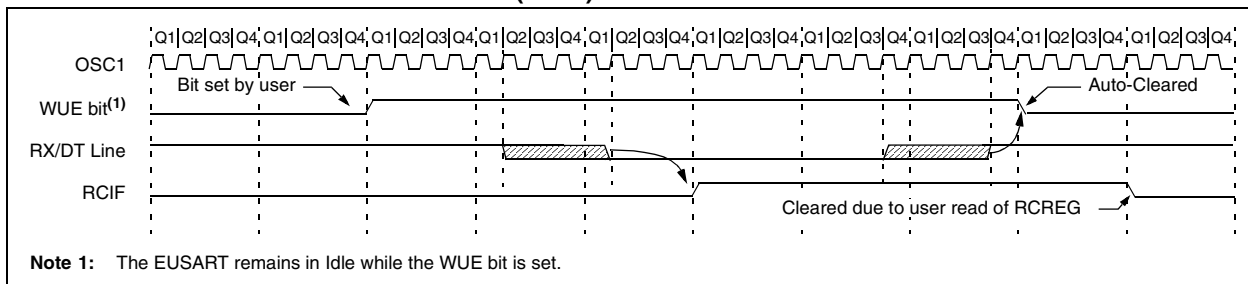 Q1 Q2 Q3 Q4 Q1 Q2 Q3 Q4 Q1 Q2 Q3 Q4 Q1 Q2 Q3 Q4 Q1 Q2 Q3 Q4 Q1 Q2 Q3 Q4 Q1 Q2 Q3 Q4 Q1 Q2 Q3 Q4 Q1 Q2 Q3 Q4 Q1 Q2 Q3 Q4
OSC1
Bit set by user
Auto-Cleared
WUE bit(1)
RX/DT Line
RCIF
Cleared due to user read of RCREG
Note 1: The EUSART remains in Idle while the WUE bit is set.